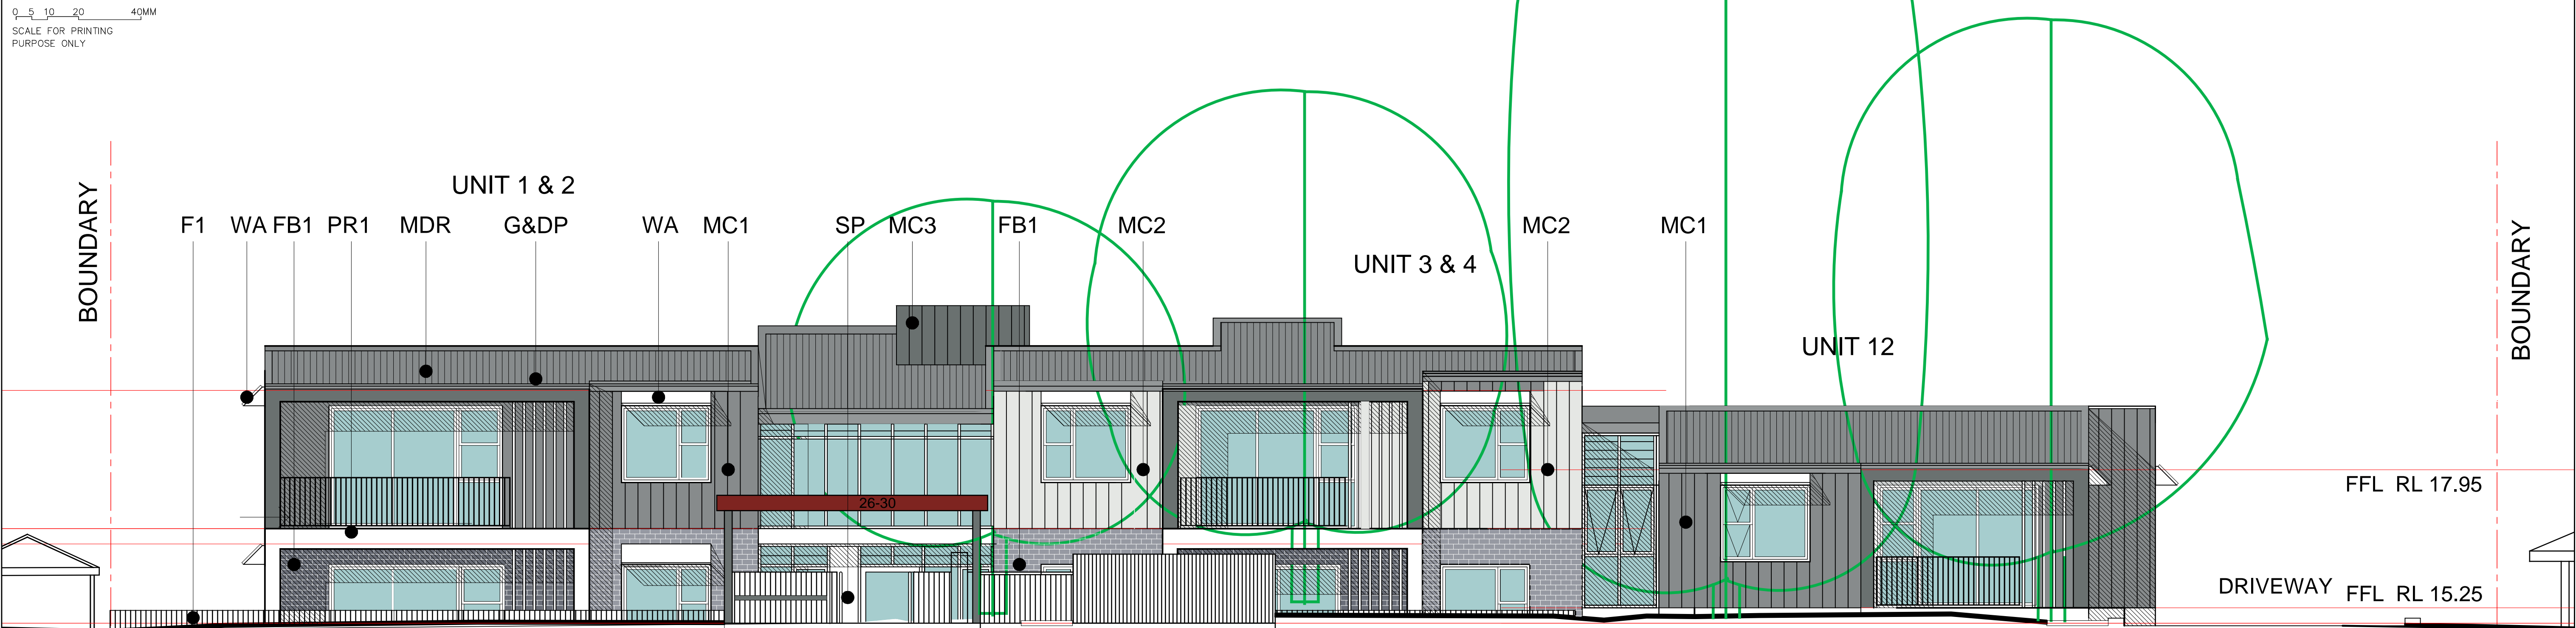 0 5 10 20 40MM
SCALE FOR PRINTING
PURPOSE ONLY
BOUNDARY
UNIT 1 & 2
F1 WA FB1 PR1 MDR G&DP WA MC1 SP MC3 FB1 MC2 MC2 MC1
UNIT 3 & 4
BOUNDARY
UNIT 12
FFL RL 17.95
26-30
DRIVEWAY FFL RL 15.25